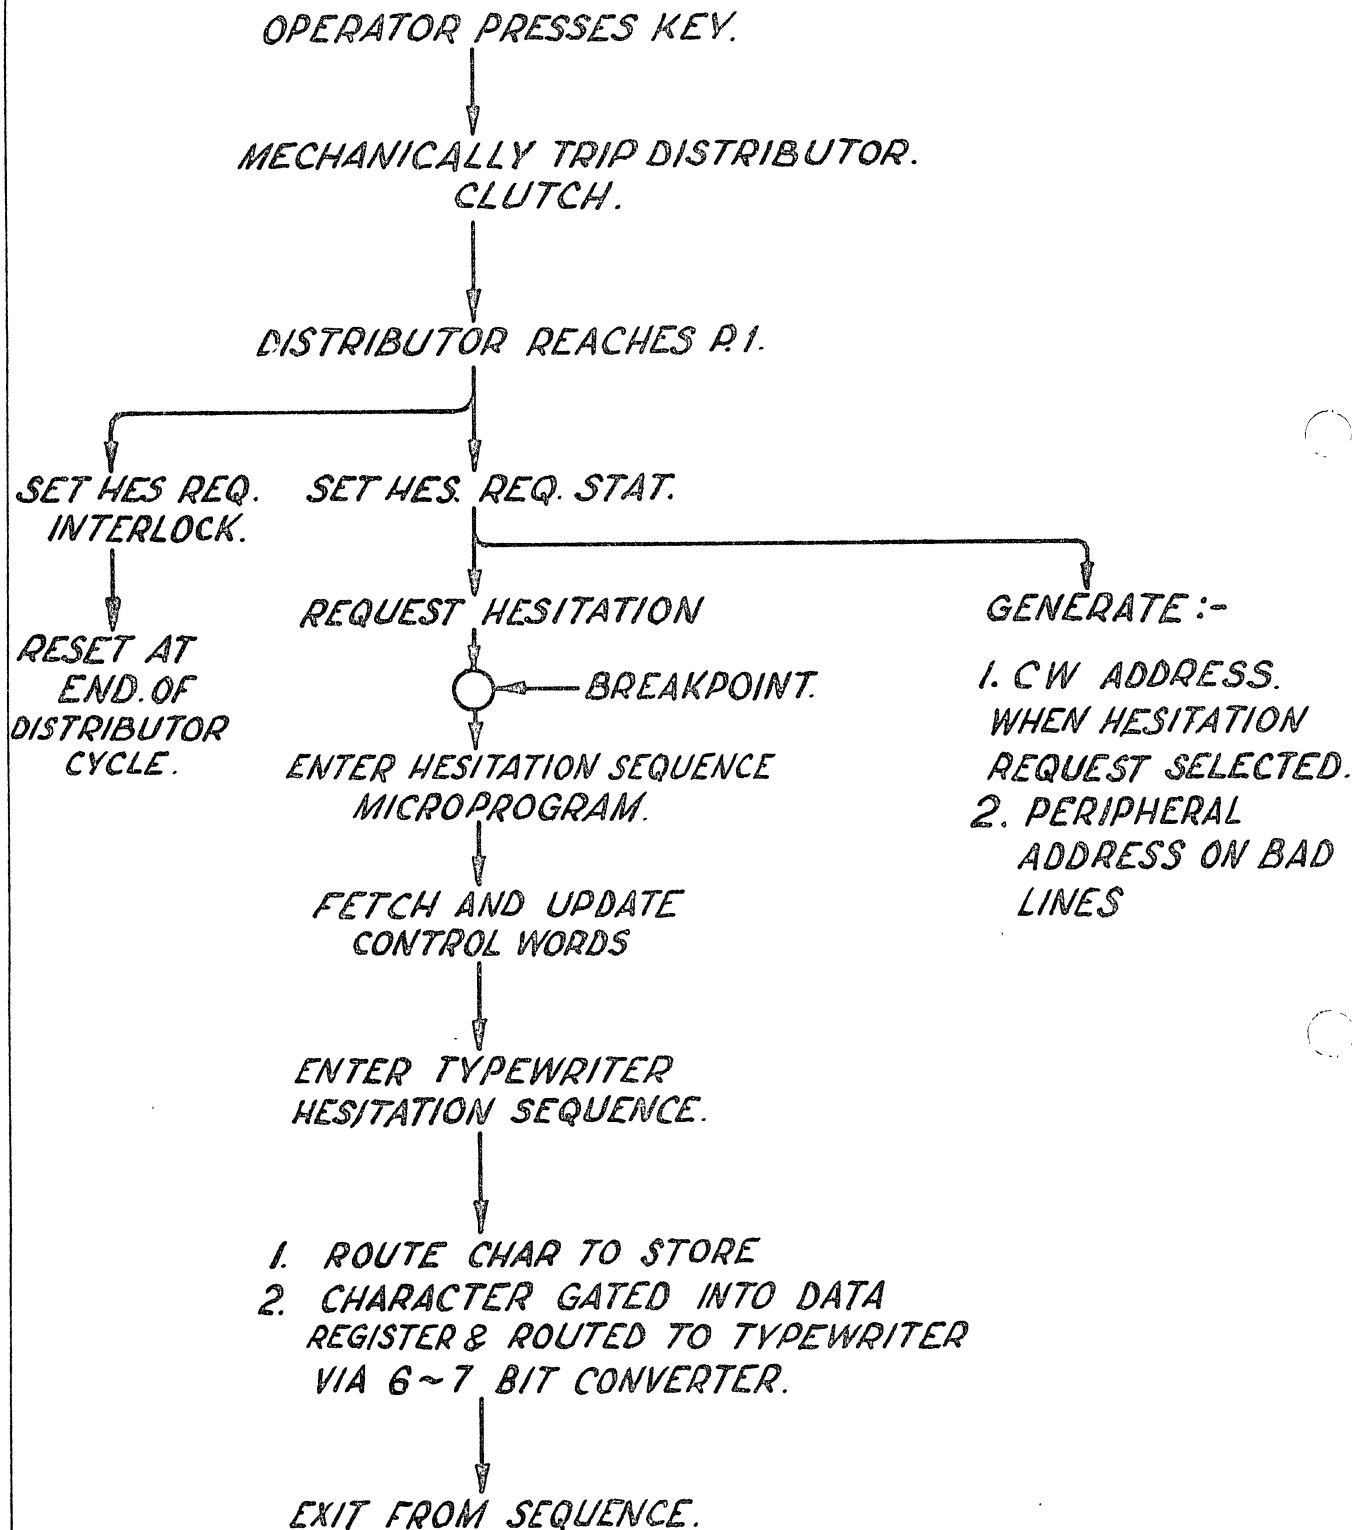 OPERATOR PRESSES KEY.
MECHANICALLY TRIP DISTRIBUTOR.
CLUTCH.
DISTRIBUTOR REACHES P.1.
SET HES REQ.
INTERLOCK.
RESET AT
END.OF
DISTRIBUTOR
CYCLE.
SET HES. REQ. STAT.
REQUEST HESITATION
BREAKPOINT.
ENTER HESITATION SEQUENCE
MICROPROGRAM.
FETCH AND UPDATE
CONTROL WORDS
ENTER TYPEWRITER
HESITATION SEQUENCE.
1. ROUTE CHAR TO STORE
2. CHARACTER GATED INTO DATA
REGISTER & ROUTED TO TYPEWRITER
VIA 6~7 BIT CONVERTER.
EXIT FROM SEQUENCE.
GENERATE :-
1. CW ADDRESS.
WHEN HESITATION
REQUEST SELECTED.
2. PERIPHERAL
ADDRESS ON BAD
LINES